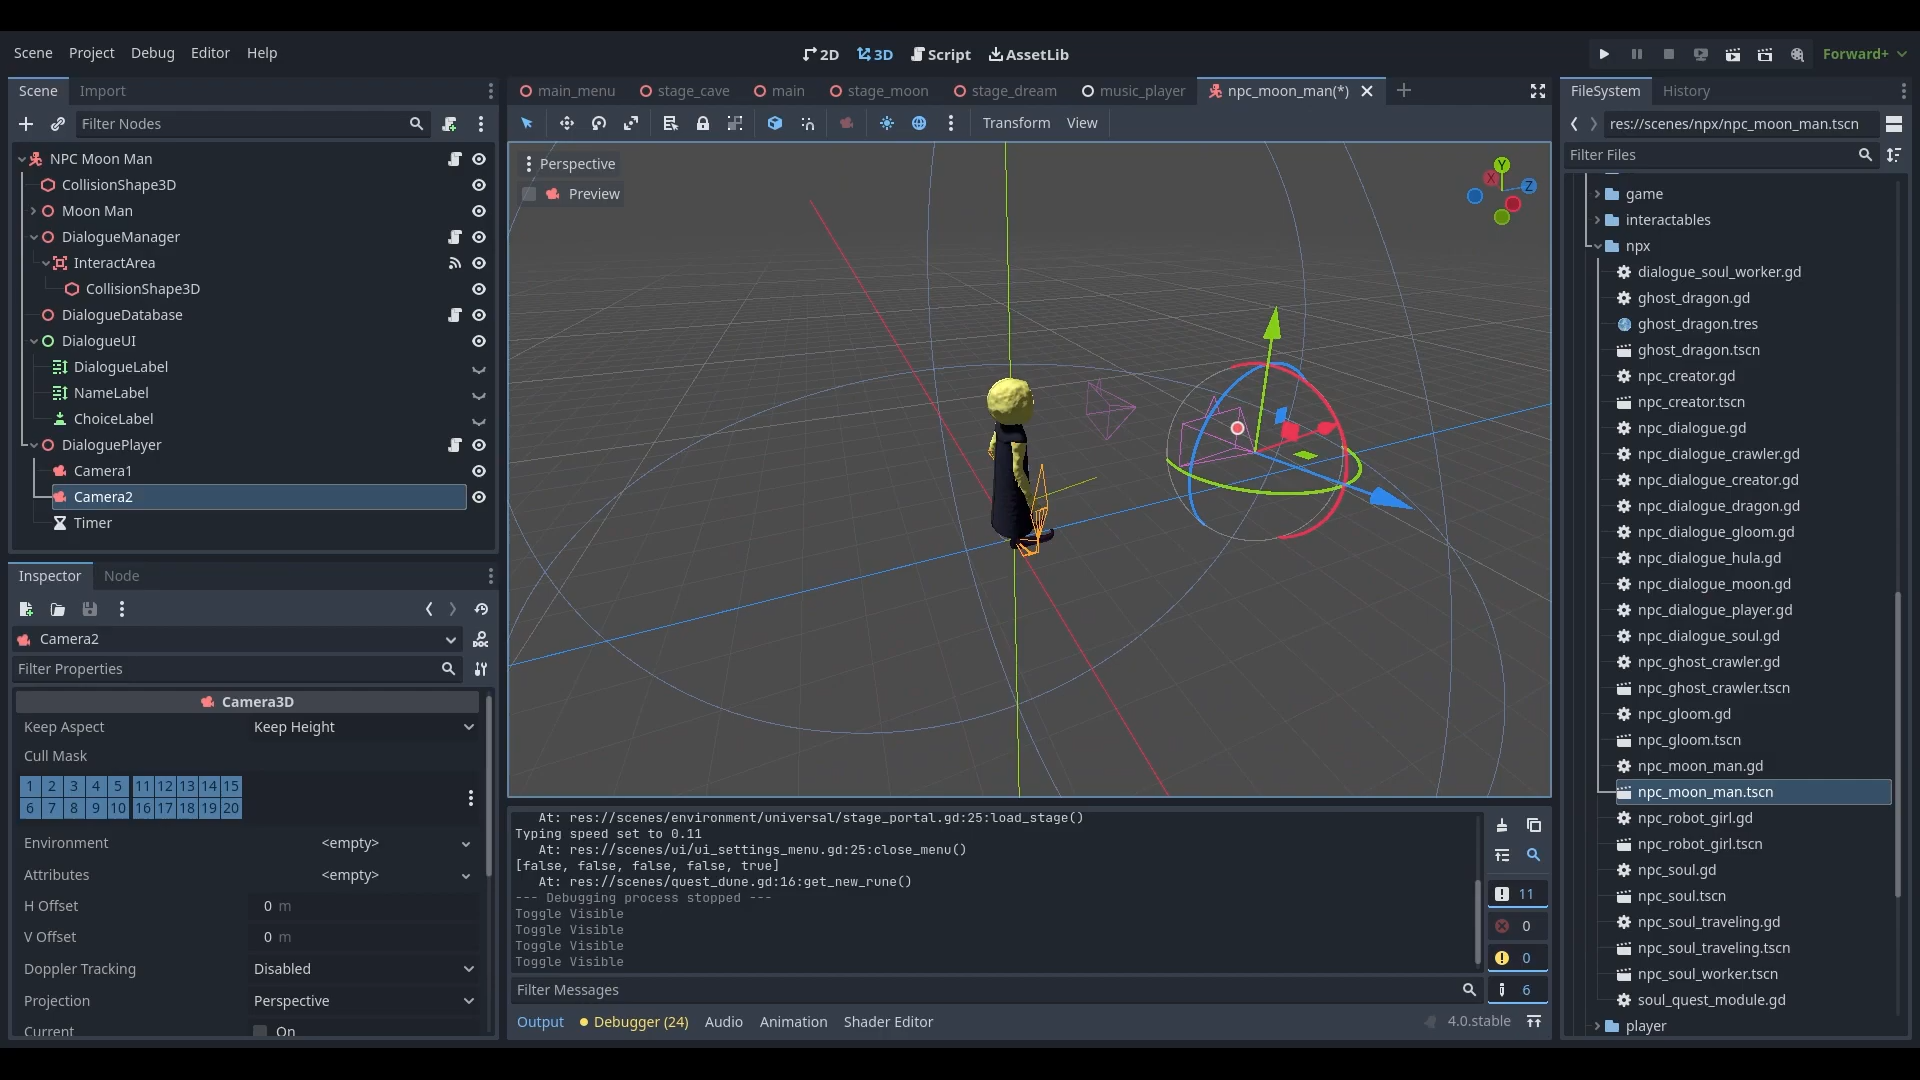 Scene Project Debug Editor Help
2D 3D Script AssetLib
Forward+
Scene Import
Filter Nodes
NPC Moon Man
CollisionShape3D
Moon Man
DialogueManager
InteractArea
CollisionShape3D
DialogueDatabase
DialogueUI
DialogueLabel
NameLabel
ChoiceLabel
DialoguePlayer
Camera1
Camera2
Timer
Inspector Node
Camera2
Filter Properties
Camera3D
Keep Aspect Keep Height
Cull Mask
1 2 3 4 5 11 12 13 14 15
6 7 8 9 10 16 17 18 19 20
Environment <empty>
Attributes <empty>
H Offset 0 m
V Offset 0 m
Doppler Tracking Disabled
Projection Perspective
Current On
main_menu stage_cave main stage_moon stage_dream music_player npc_moon_man(*)
Transform View
Perspective
Preview
Y
X
Z
At: res://scenes/environment/universal/stage_portal.gd:25:load_stage()
Typing speed set to 0.11
At: res://scenes/ui/ui_settings_menu.gd:25:close_menu()
[false, false, false, false, true]
At: res://scenes/quest_dune.gd:16:get_new_rune()
--- Debugging process stopped ---
Toggle Visible
Toggle Visible
Toggle Visible
Toggle Visible
11
0
0
6
Filter Messages
Output Debugger (24) Audio Animation Shader Editor
4.0.stable
FileSystem History
res://scenes/npx/npc_moon_man.tscn
Filter Files
game
interactables
npx
dialogue_soul_worker.gd
ghost_dragon.gd
ghost_dragon.tres
ghost_dragon.tscn
npc_creator.gd
npc_creator.tscn
npc_dialogue.gd
npc_dialogue_crawler.gd
npc_dialogue_creator.gd
npc_dialogue_dragon.gd
npc_dialogue_gloom.gd
npc_dialogue_hula.gd
npc_dialogue_moon.gd
npc_dialogue_player.gd
npc_dialogue_soul.gd
npc_ghost_crawler.gd
npc_ghost_crawler.tscn
npc_gloom.gd
npc_gloom.tscn
npc_moon_man.gd
npc_moon_man.tscn
npc_robot_girl.gd
npc_robot_girl.tscn
npc_soul.gd
npc_soul.tscn
npc_soul_traveling.gd
npc_soul_traveling.tscn
npc_soul_worker.tscn
soul_quest_module.gd
player